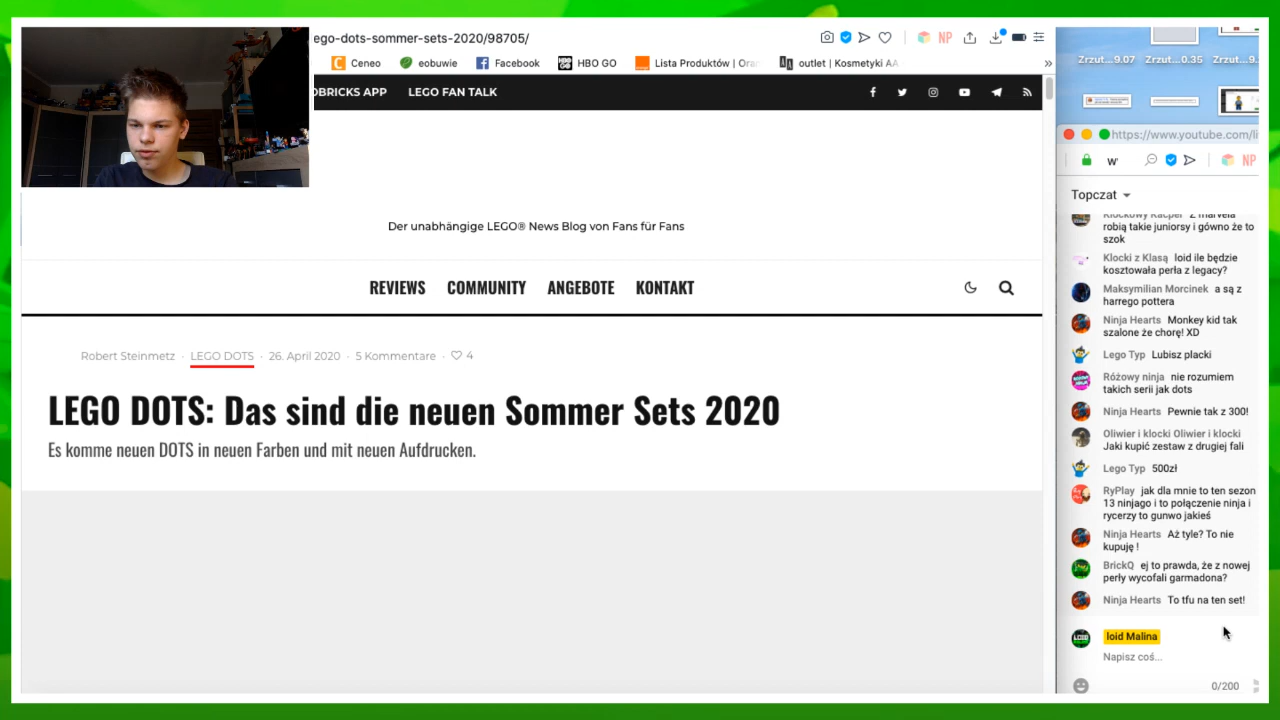 ego-dots-sommer-sets-2020/98705/
NP
Ceneo
eobuwie
Facebook
HBO GO
Lista Produktów | Ora
outlet | Kosmetyki AA
»
OBRICKS APP LEGO FAN TALK
Der unabhängige LEGO® News Blog von Fans für Fans
REVIEWS COMMUNITY ANGEBOTE KONTAKT
Robert Steinmetz · LEGO DOTS · 26. April 2020 · 5 Kommentare · 4
LEGO DOTS: Das sind die neuen Sommer Sets 2020
Es komme neuen DOTS in neuen Farben und mit neuen Aufdrucken.
Zrzut...9.07 Zrzut...0.35 Zrzut...9.
https://www.youtube.com/li
w
NP
Topczat
Klockowy Kacper Z marvela
robią takie juniorsy i gówno że to
szok
Klocki z Klasą loid ile będzie
kosztowała perła z legacy?
Maksymilian Morcinek a są z
harrego pottera
Ninja Hearts Monkey kid tak
szalone że chorę! XD
Lego Typ Lubisz placki
Różowy ninja nie rozumiem
takich serii jak dots
Ninja Hearts Pewnie tak z 300!
Oliwier i klocki Oliwier i klocki
Jaki kupić zestaw z drugiej fali
Lego Typ 500zł
RyPlay jak dla mnie to ten sezon
13 ninjago i to połączenie ninja i
rycerzy to gunwo jakieś
Ninja Hearts Aż tyle? To nie
kupuję !
BrickQ ej to prawda, że z nowej
perły wycofali garmadona?
Ninja Hearts To tfu na ten set!
loid Malina
Napisz coś...
0/200